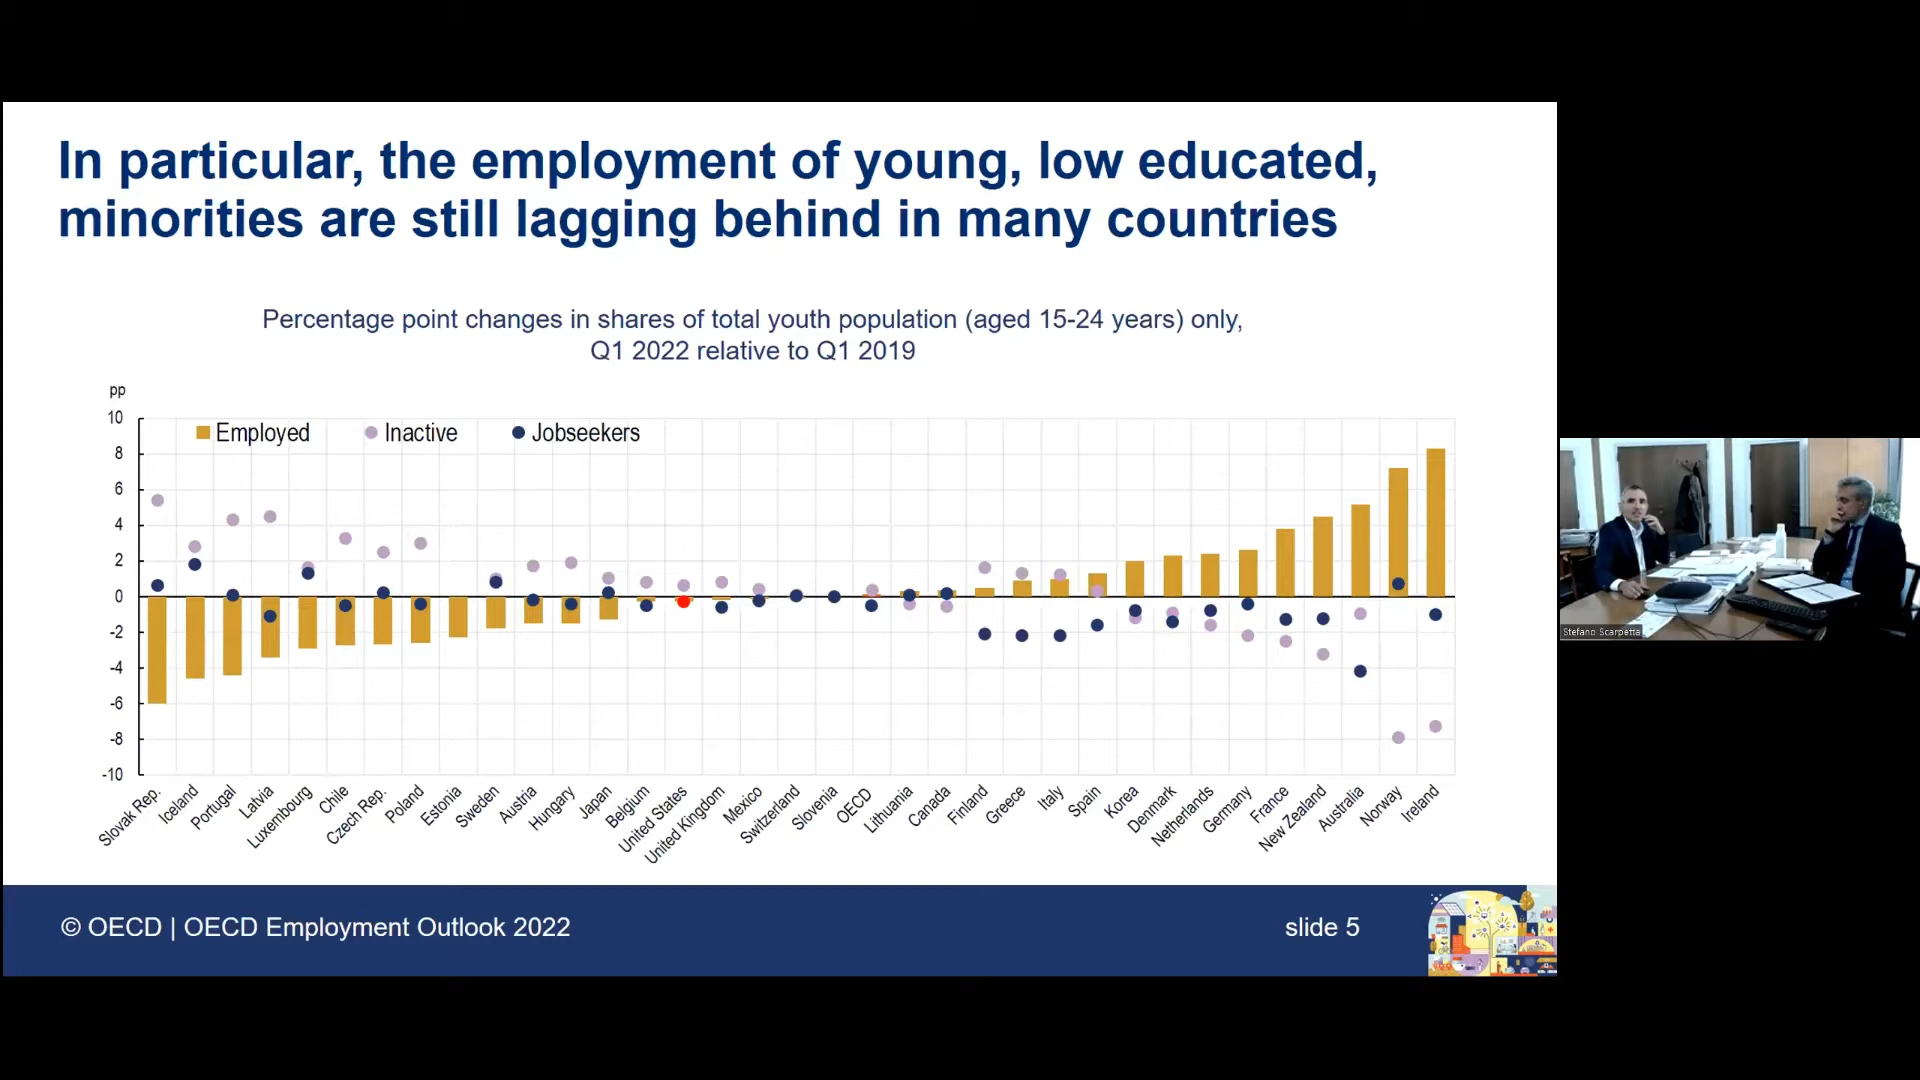 In particular, the employment of young, low educated,
minorities are still lagging behind in many countries
Percentage point changes in shares of total youth population (aged 15-24 years) only,
Q1 2022 relative to Q1 2019
pp
10
8
6
4
2
0
-2
-4
-6
-8
-10
Employed
Inactive
Jobseekers
Slovak Rep.
Iceland
Portugal
Latvia
Luxembourg
Chile
Czech Rep.
Poland
Estonia
Sweden
Austria
Hungary
Japan
Belgium
United States
United Kingdom
Mexico
Switzerland
Slovenia
OECD
Lithuania
Canada
Finland
Greece
Italy
Spain
Korea
Denmark
Netherlands
Germany
France
New Zealand
Australia
Norway
Ireland
© OECD | OECD Employment Outlook 2022
slide 5
Stefano Scarpetta